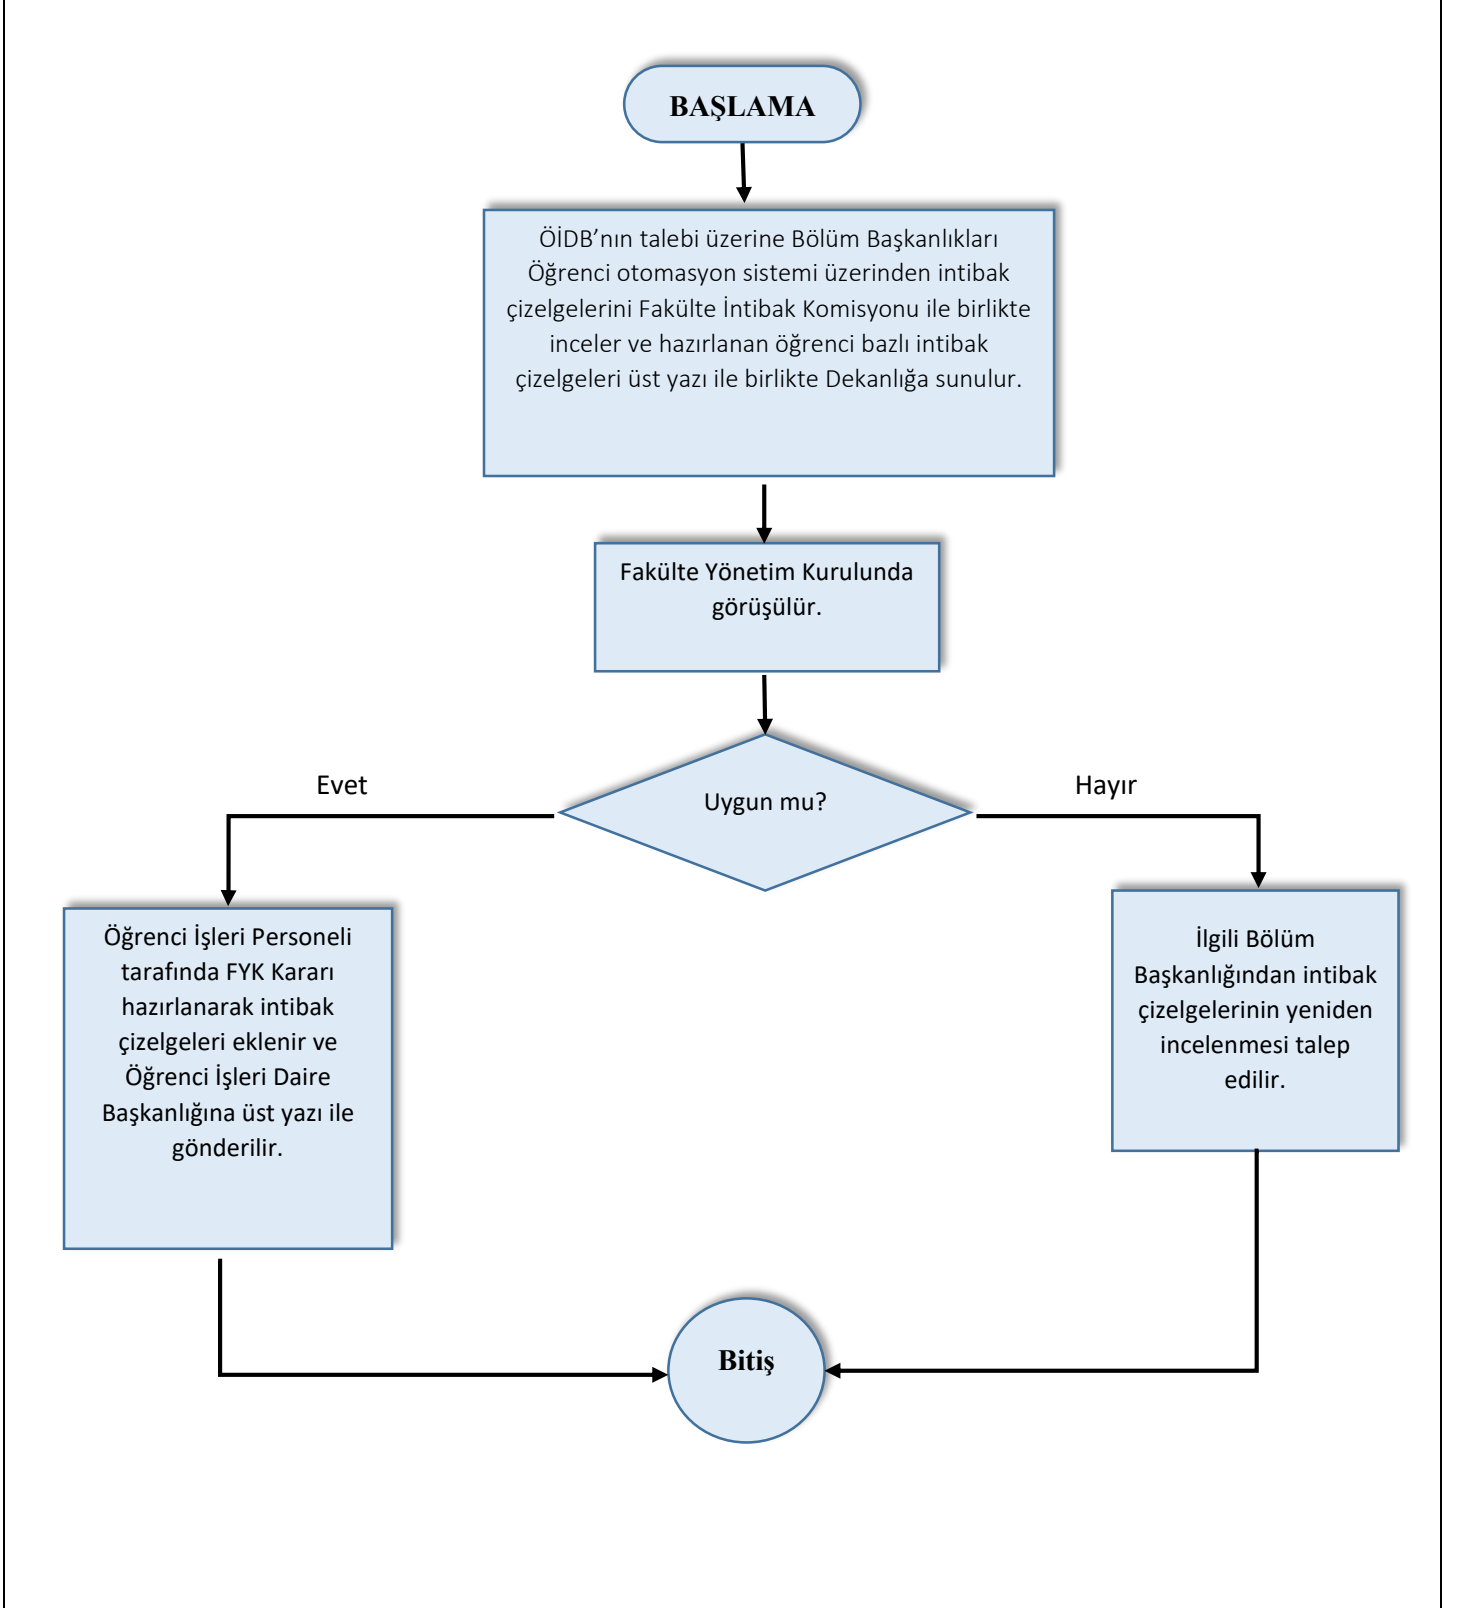 BAŞLAMA
ÖİDB’nın talebi üzerine Bölüm Başkanlıkları
Öğrenci otomasyon sistemi üzerinden intibak
çizelgelerini Fakülte İntibak Komisyonu ile birlikte
inceler ve hazırlanan öğrenci bazlı intibak
çizelgeleri üst yazı ile birlikte Dekanlığa sunulur.
Fakülte Yönetim Kurulunda
görüşülür.
Uygun mu?
Evet
Hayır
Öğrenci İşleri Personeli
tarafında FYK Kararı
hazırlanarak intibak
çizelgeleri eklenir ve
Öğrenci İşleri Daire
Başkanlığına üst yazı ile
gönderilir.
İlgili Bölüm
Başkanlığından intibak
çizelgelerinin yeniden
incelenmesi talep
edilir.
Bitiş